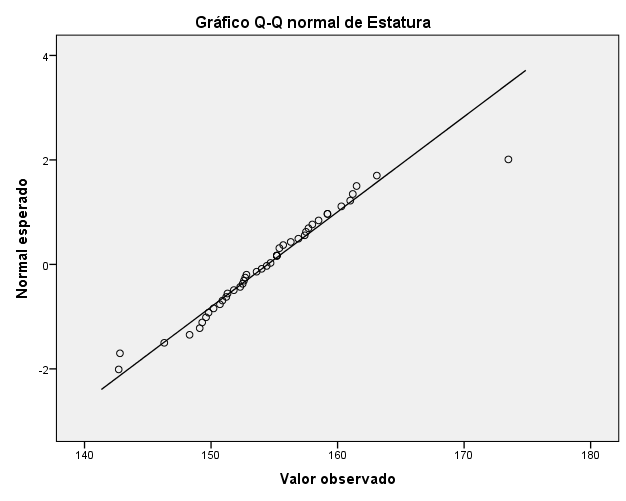 Gráfico Q-Q normal de Estatura
4
2
0
-2
Normal esperado
140 150 160 170 180
Valor observado